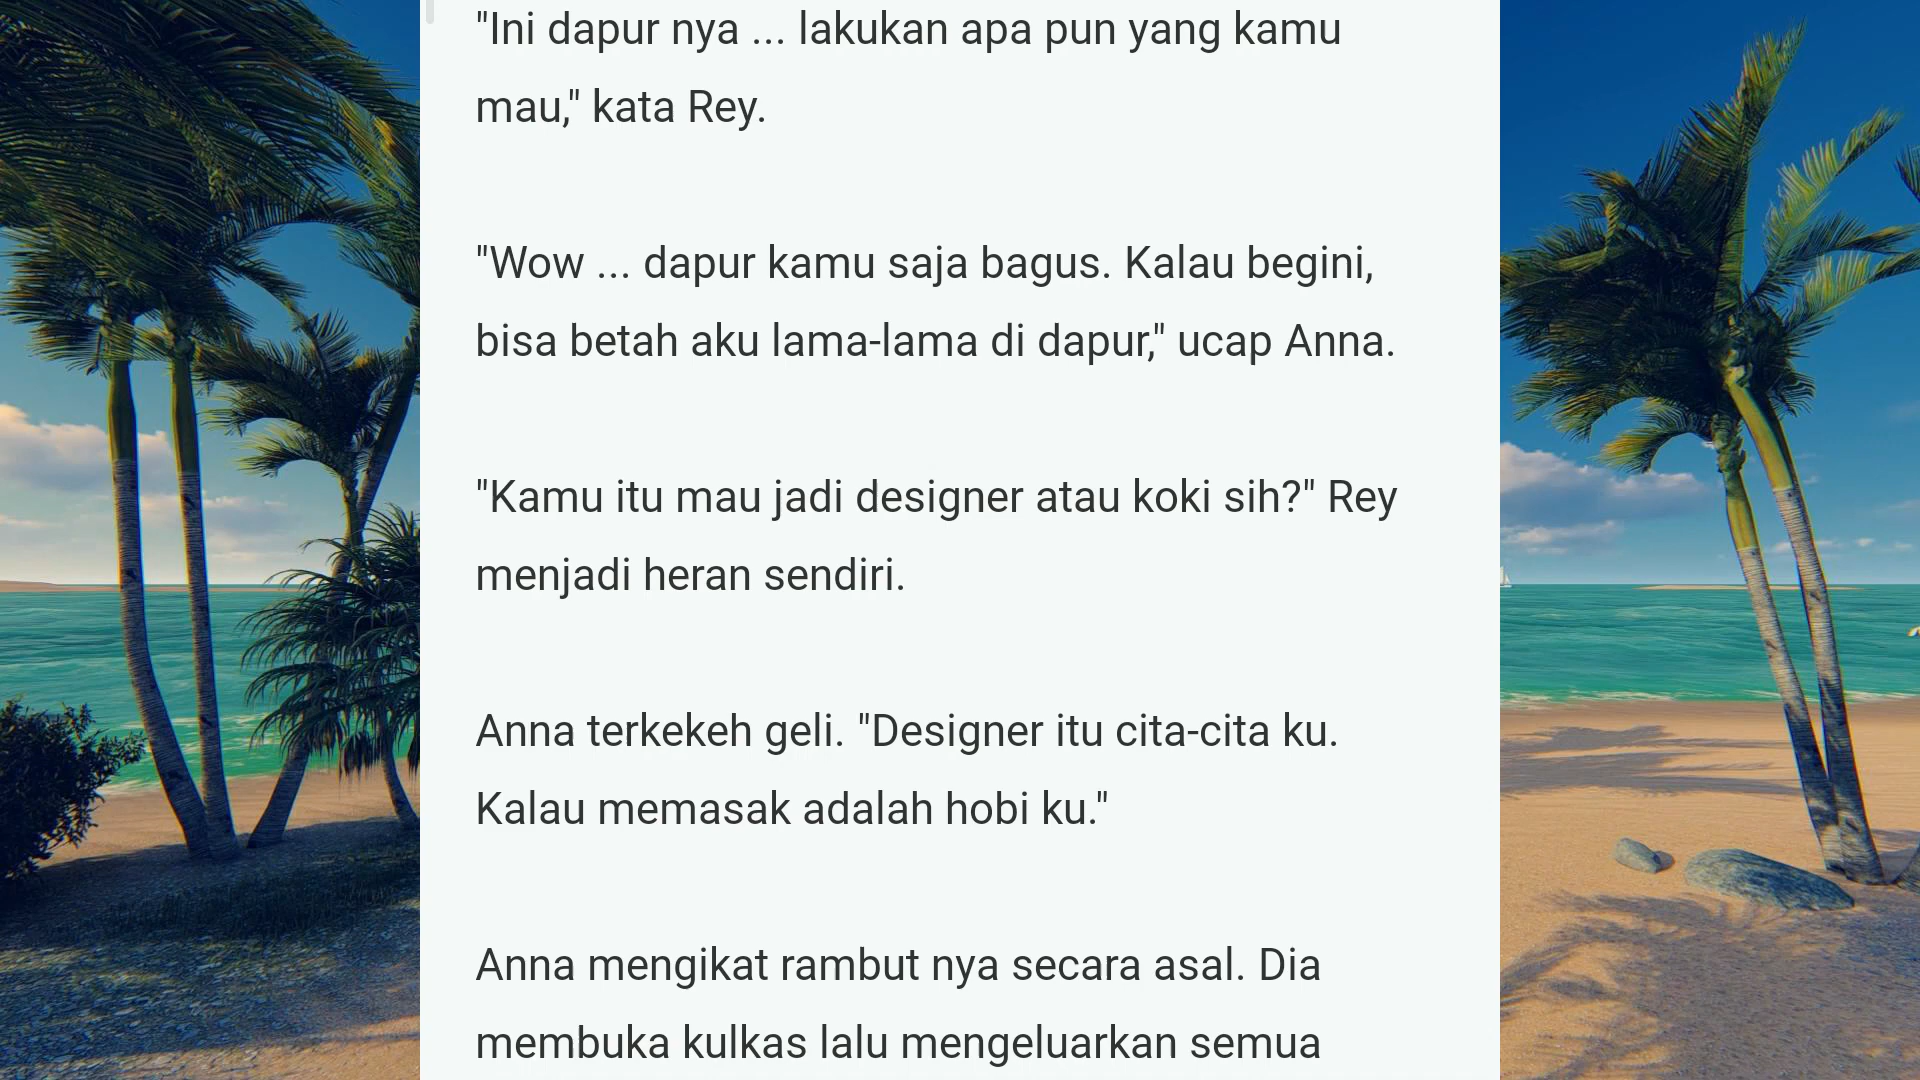 "Ini dapur nya ... lakukan apa pun yang kamu
mau," kata Rey.
"Wow ... dapur kamu saja bagus. Kalau begini,
bisa betah aku lama-lama di dapur," ucap Anna.
"Kamu itu mau jadi designer atau koki sih?" Rey
menjadi heran sendiri.
Anna terkekeh geli. "Designer itu cita-cita ku.
Kalau memasak adalah hobi ku."
Anna mengikat rambut nya secara asal. Dia
membuka kulkas lalu mengeluarkan semua